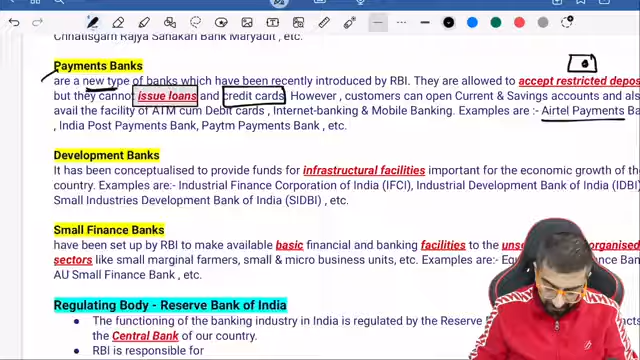 Chhatisgarh Rajya Sahakari Bank Maryadit , etc.
Payments Banks
are a new type of banks which have been recently introduced by RBI. They are allowed to accept restricted depos
but they cannot issue loans and credit cards. However , customers can open Current & Savings accounts and als
avail the facility of ATM cum Debit cards , Internet-banking & Mobile Banking. Examples are :- Airtel Payments Ba
, India Post Payments Bank, Paytm Payments Bank, etc.
Development Banks
It has been conceptualised to provide funds for infrastructural facilities important for the economic growth of the
country. Examples are:- Industrial Finance Corporation of India (IFCI), Industrial Development Bank of India (IDBI
Small Industries Development Bank of India (SIDBI) , etc.
Small Finance Banks
have been set up by RBI to make available basic financial and banking facilities to the organised
sectors like small marginal farmers, small & micro business units, etc. Examples are:- Ban
AU Small Finance Bank , etc.
Regulating Body - Reserve Bank of India
• The functioning of the banking industry in India is regulated by the Reserve
the Central Bank of our country.
• RBI is responsible for